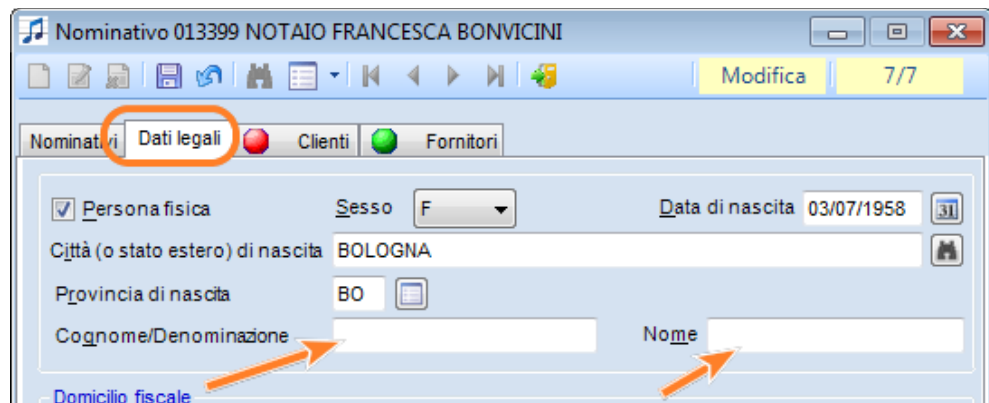 Nominativo 013399 NOTAIO FRANCESCA BONVICINI
Modifica 7/7
Nominativi Dati legali Clienti Fornitori
Persona fisica Sesso F Data di nascita 03/07/1958 31
Città (o stato estero) di nascita BOLOGNA
Provincia di nascita BO
Cognome/Denominazione Nome
Domicilio fiscale